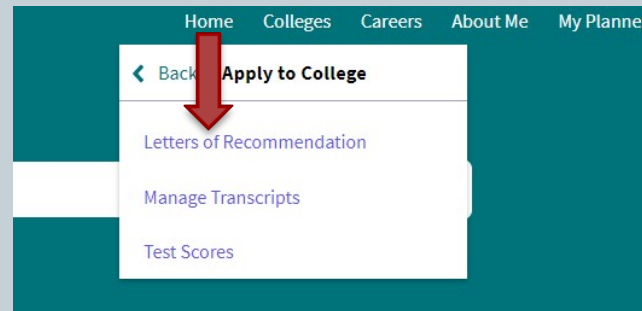 Home Colleges Careers About Me My Planne
Back Apply to College
Letters of Recommendation
Manage Transcripts
Test Scores